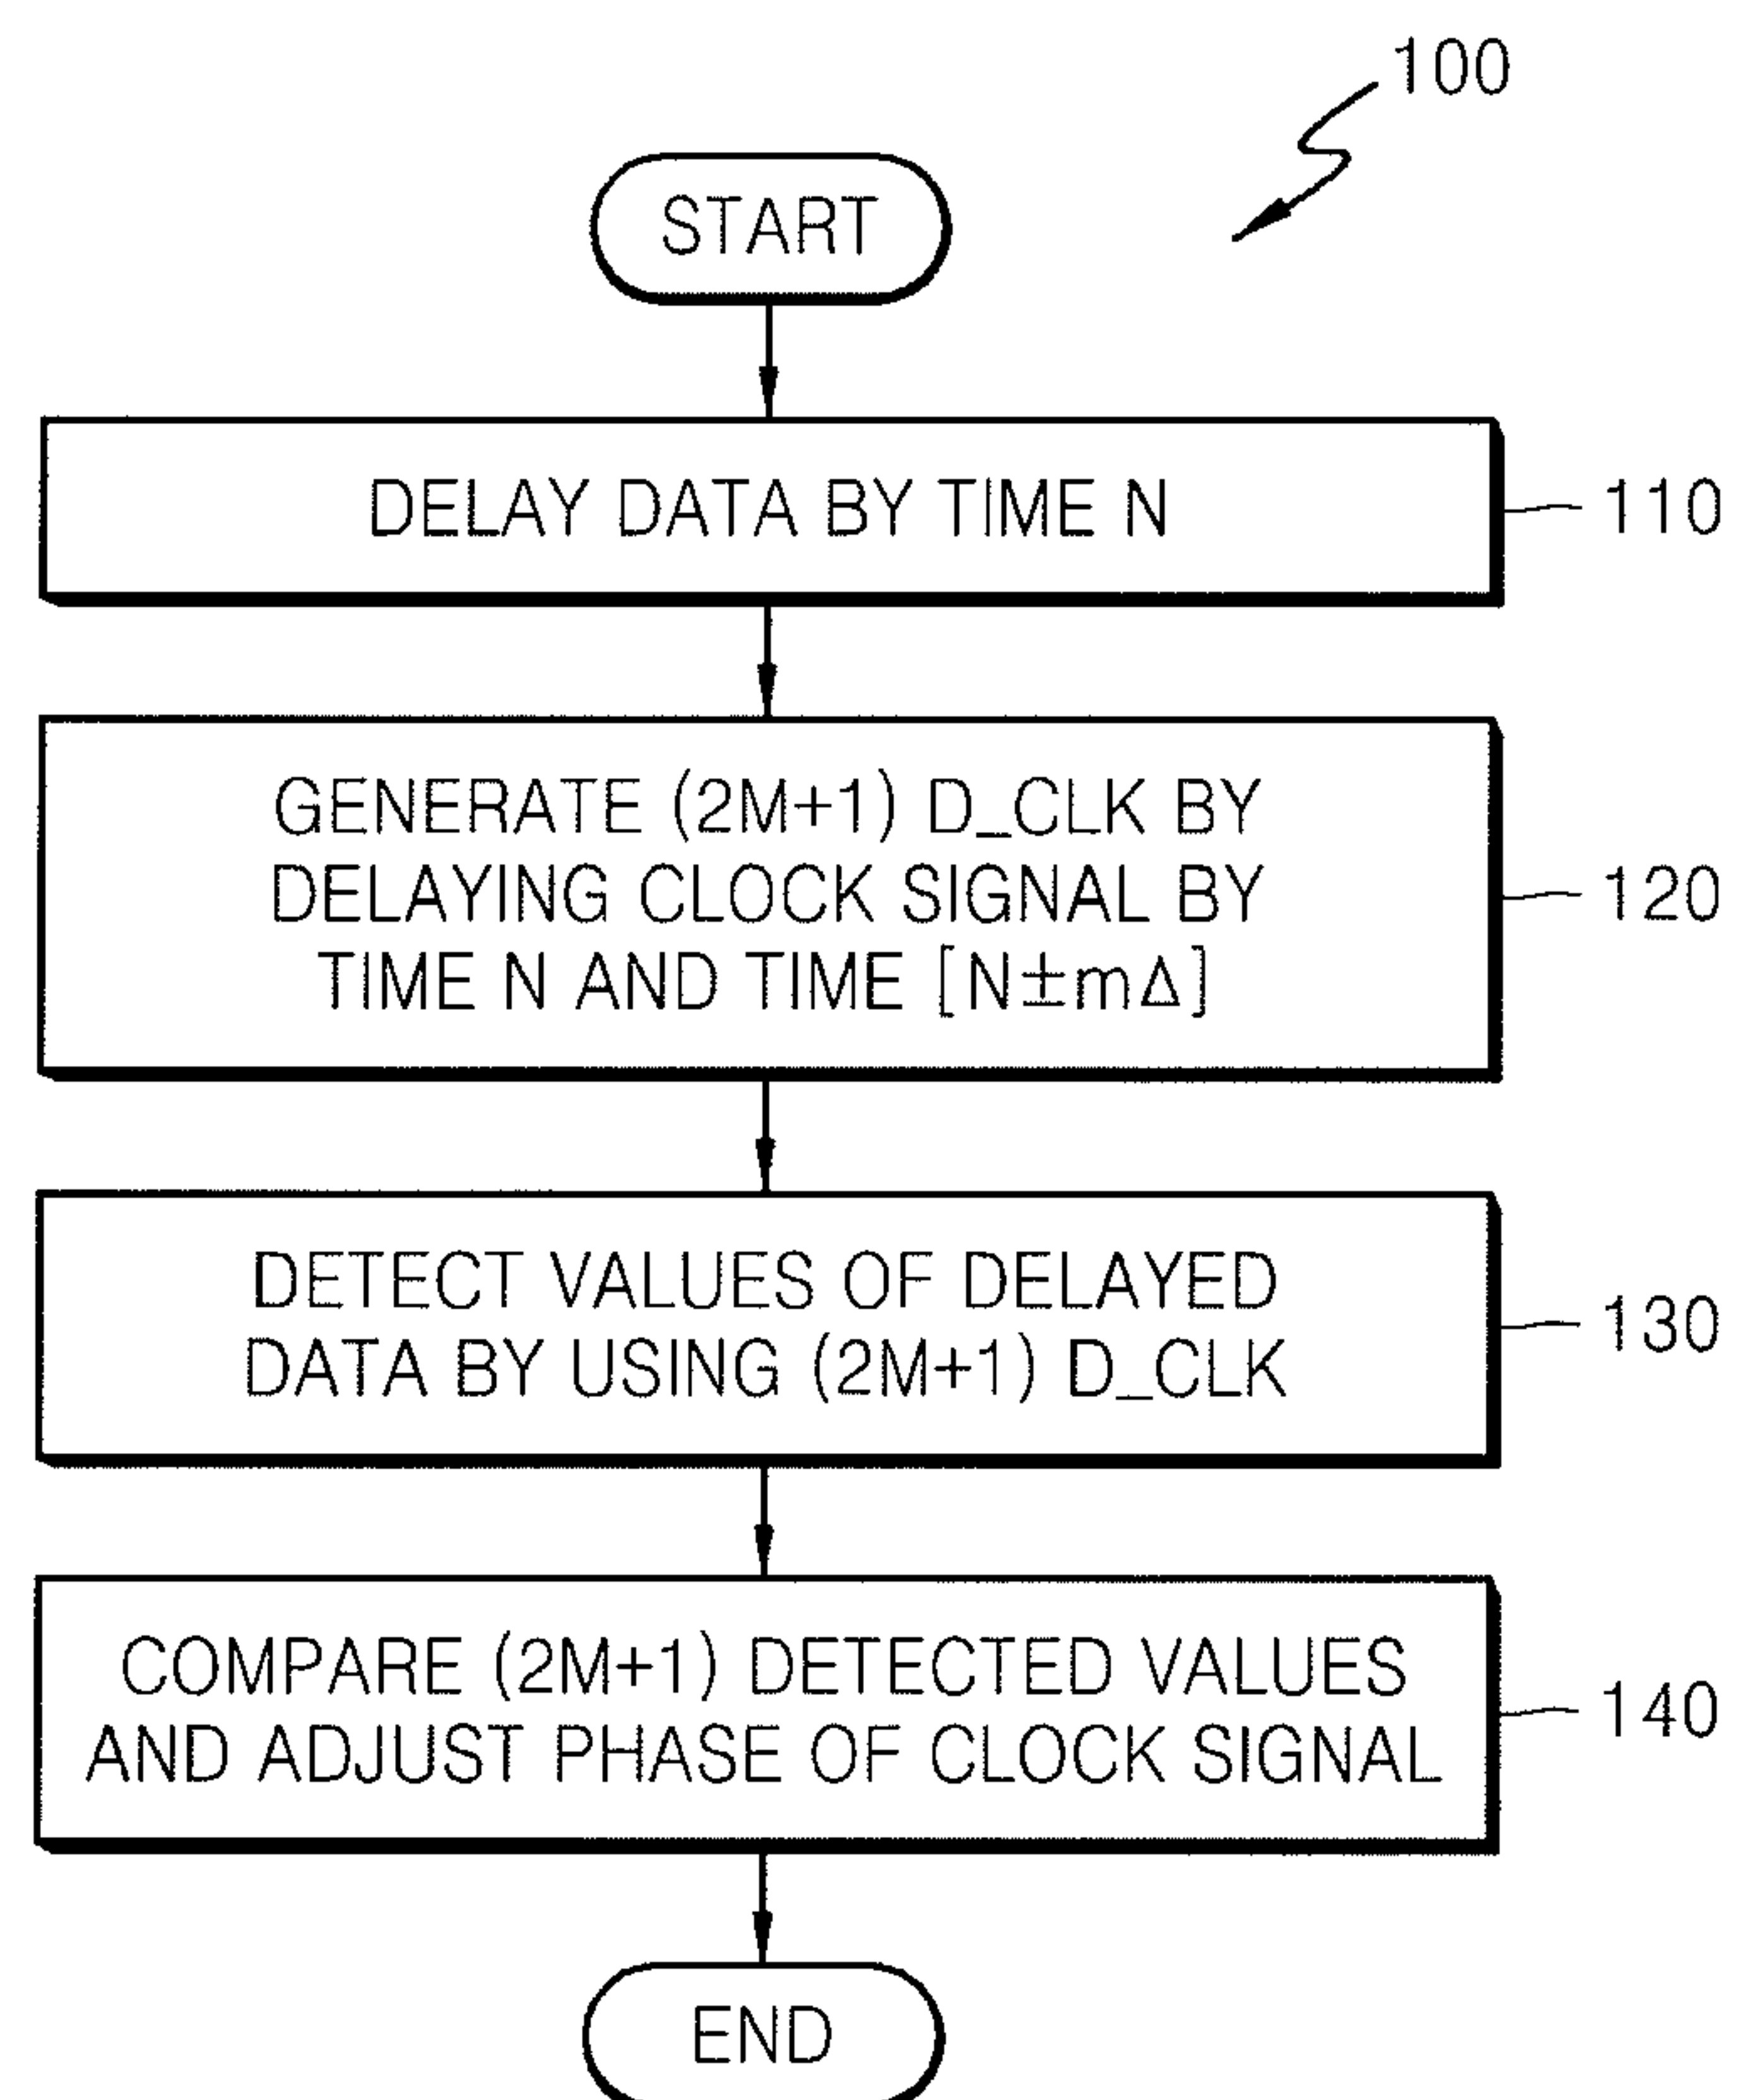 100
START
DELAY DATA BY TIME N
110
GENERATE (2M+1) D_CLK BY
DELAYING CLOCK SIGNAL BY
TIME N AND TIME [N±mΔ]
120
DETECT VALUES OF DELAYED
DATA BY USING (2M+1) D_CLK
130
COMPARE (2M+1) DETECTED VALUES
AND ADJUST PHASE OF CLOCK SIGNAL
140
END